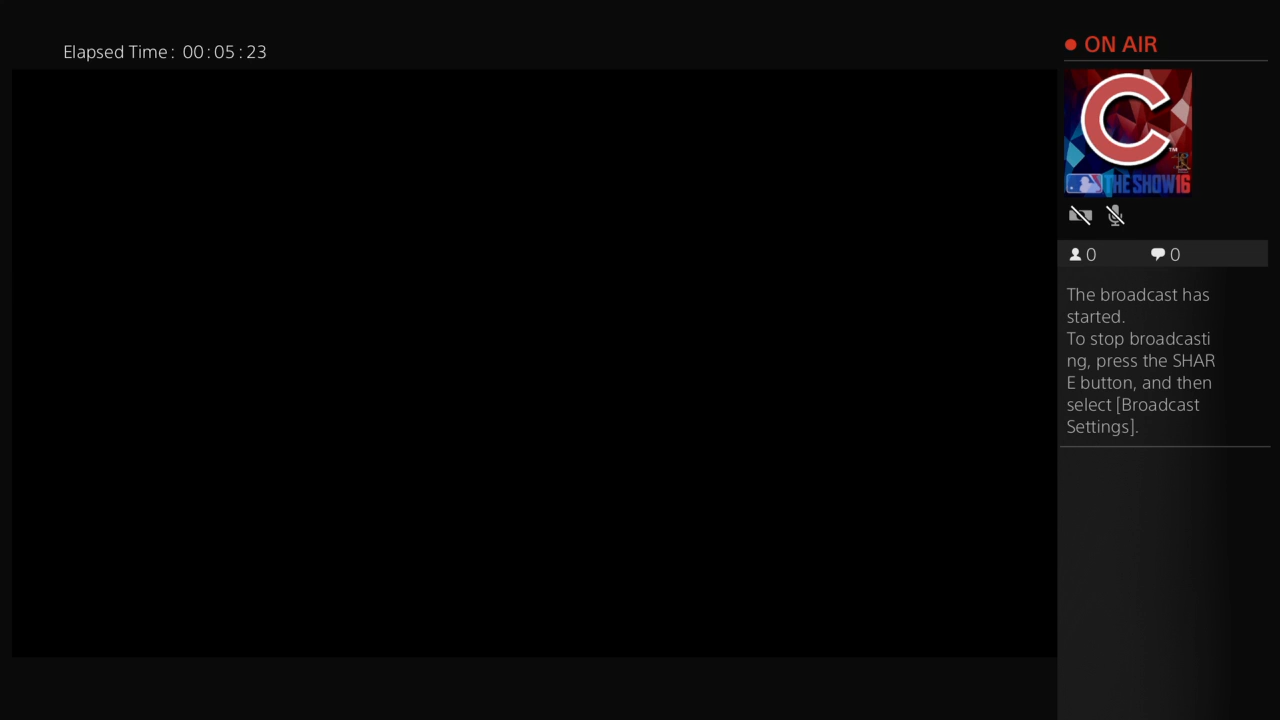 Elapsed Time: 00:05:23
ON AIR
C
TM
THE SHOW16
0 0
The broadcast has
started.
To stop broadcasti
ng, press the SHAR
E button, and then
select [Broadcast
Settings].